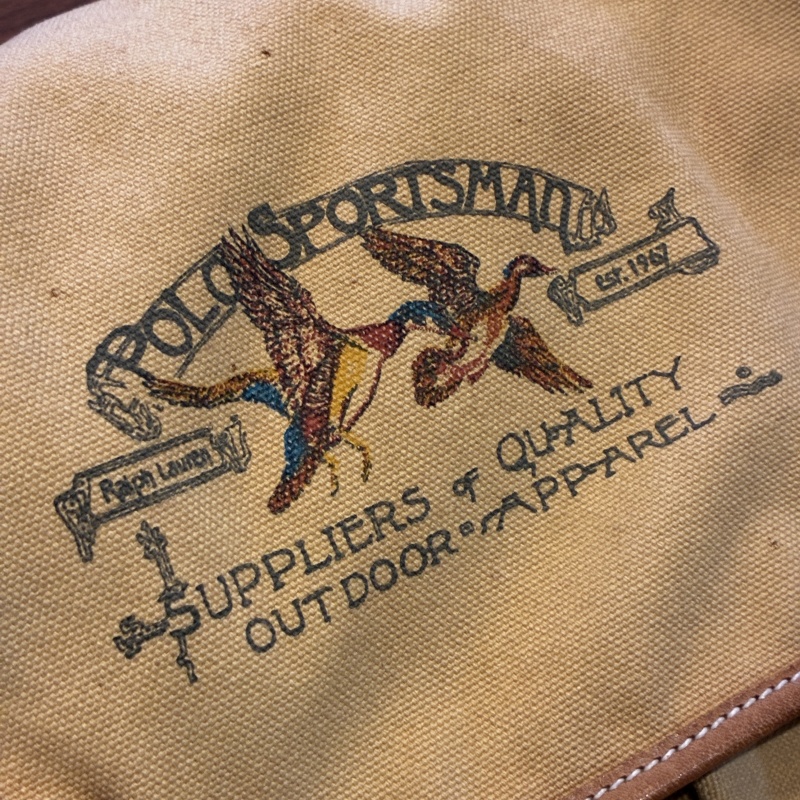 POLO SPORTSMAN
est. 1967
Ralph Lauren
SUPPLIERS of QUALITY
OUTDOOR APPAREL